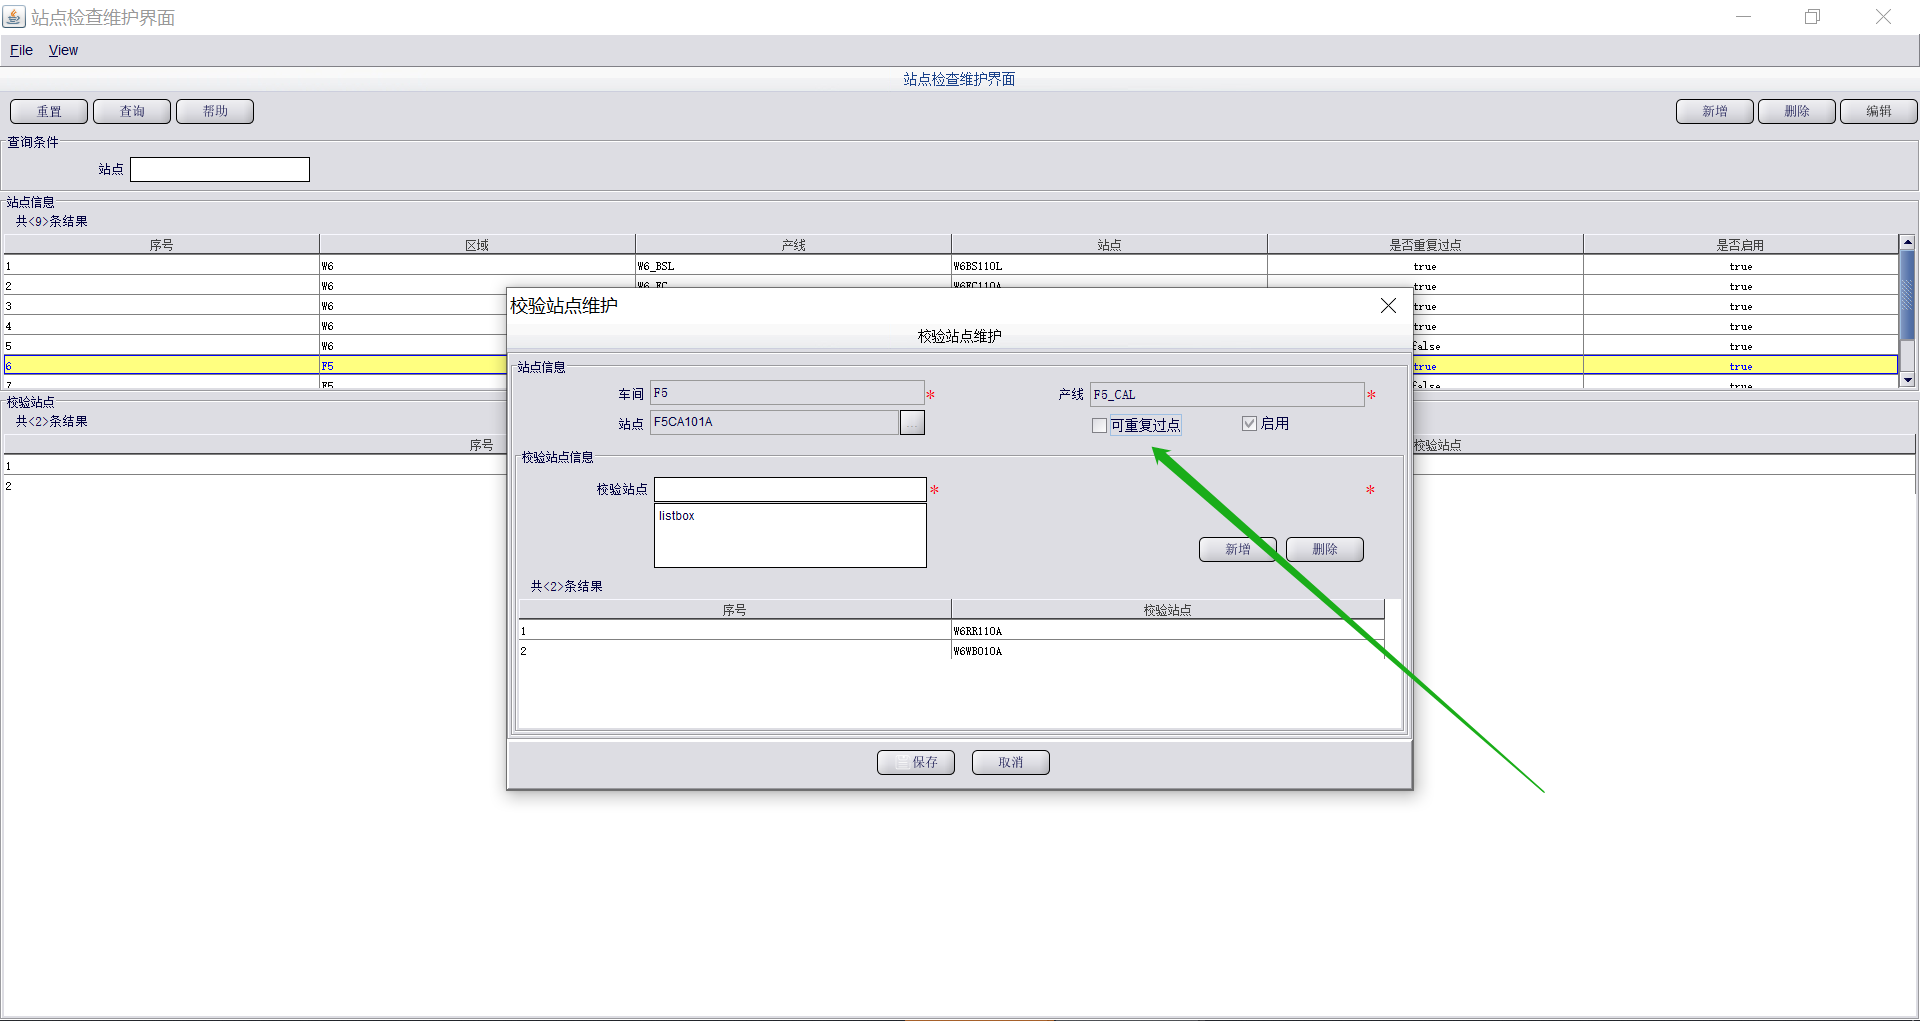 站点检查维护界面
File View
站点检查维护界面
重置 查询 帮助 新增 删除 编辑
查询条件
站点
站点信息
共<9>条结果
序号 区域 产线 站点 是否重复过点 是否启用
1 W6 W6_BSL W6BS110L true true
2 W6 W6_FC W6FC110A true true
3 W6 true true
4 W6 true true
5 W6 false true
6 F5 true true
7 F5 false true
校验站点
共<2>条结果
序号 校验站点
1
2
校验站点维护
校验站点维护
站点信息
车间 F5 * 产线 F5_CAL *
站点 F5CA101A ... 可重复过点 启用
校验站点信息
校验站点 * *
listbox
新增 删除
共<2>条结果
序号 校验站点
1 W6RR110A
2 W6WB010A
保存 取消